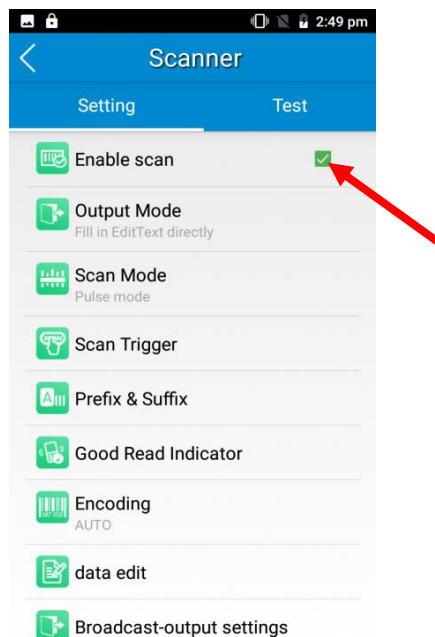 2:49 pm
Scanner
Setting
Test
Enable scan
Output Mode
Fill in EditText directly
Scan Mode
Pulse mode
Scan Trigger
Prefix & Suffix
Good Read Indicator
Encoding
AUTO
data edit
Broadcast-output settings